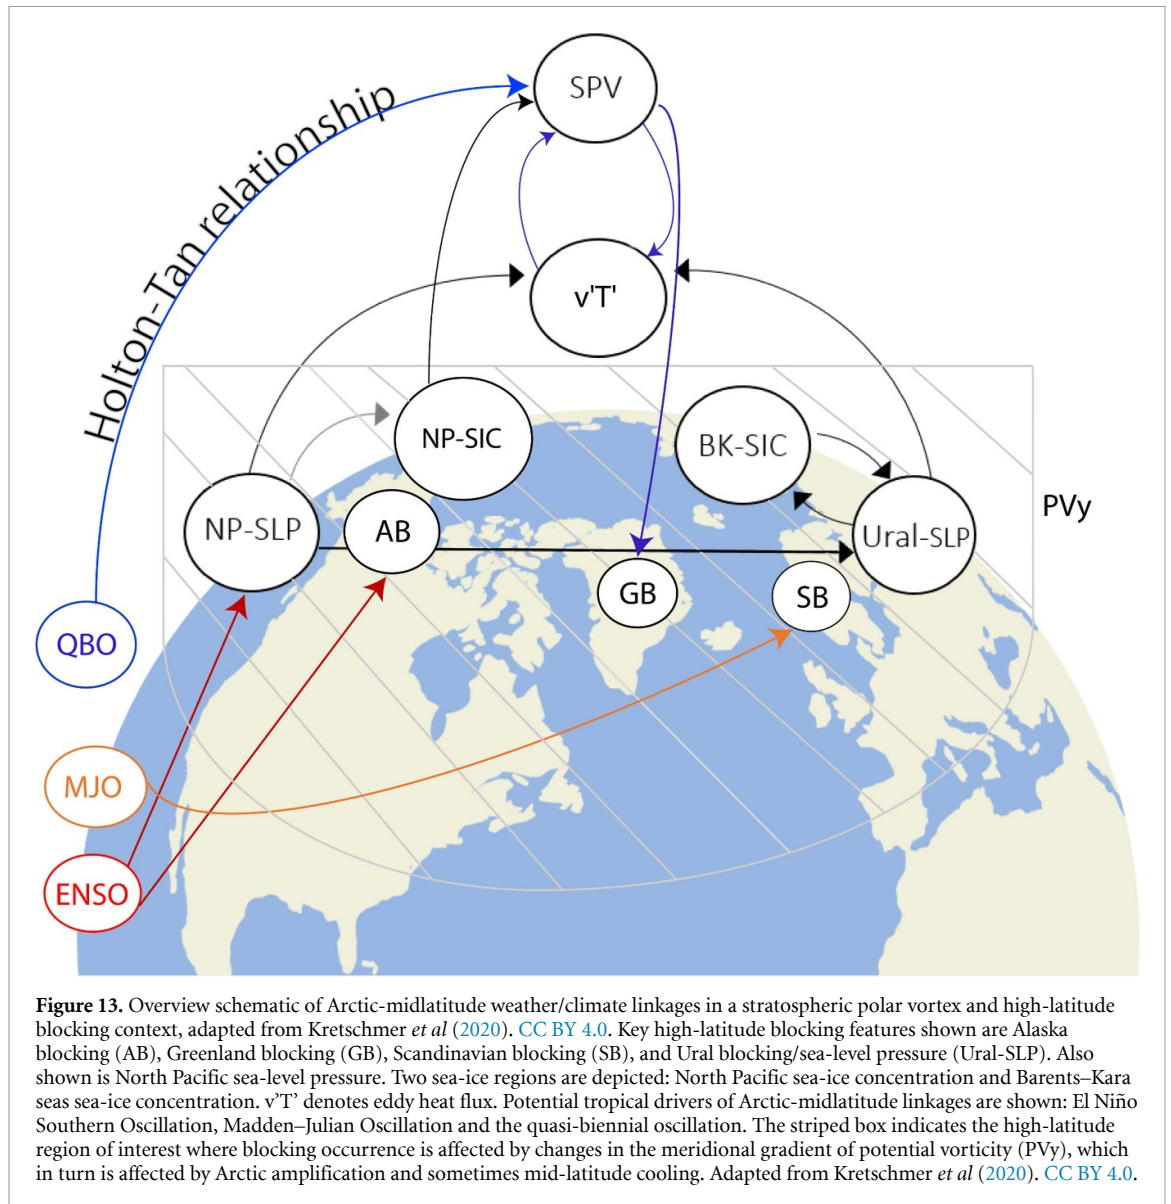 SPV
Holton-Tan relationship
v'T'
NP-SIC
BK-SIC
PVy
NP-SLP
AB
Ural-SLP
GB
SB
QBO
MJO
ENSO
Figure 13. Overview schematic of Arctic-midlatitude weather/climate linkages in a stratospheric polar vortex and high-latitude
blocking context, adapted from Kretschmer et al (2020). CC BY 4.0. Key high-latitude blocking features shown are Alaska
blocking (AB), Greenland blocking (GB), Scandinavian blocking (SB), and Ural blocking/sea-level pressure (Ural-SLP). Also
shown is North Pacific sea-level pressure. Two sea-ice regions are depicted: North Pacific sea-ice concentration and Barents–Kara
seas sea-ice concentration. v’T’ denotes eddy heat flux. Potential tropical drivers of Arctic-midlatitude linkages are shown: El Niño
Southern Oscillation, Madden–Julian Oscillation and the quasi-biennial oscillation. The striped box indicates the high-latitude
region of interest where blocking occurrence is affected by changes in the meridional gradient of potential vorticity (PVy), which
in turn is affected by Arctic amplification and sometimes mid-latitude cooling. Adapted from Kretschmer et al (2020). CC BY 4.0.